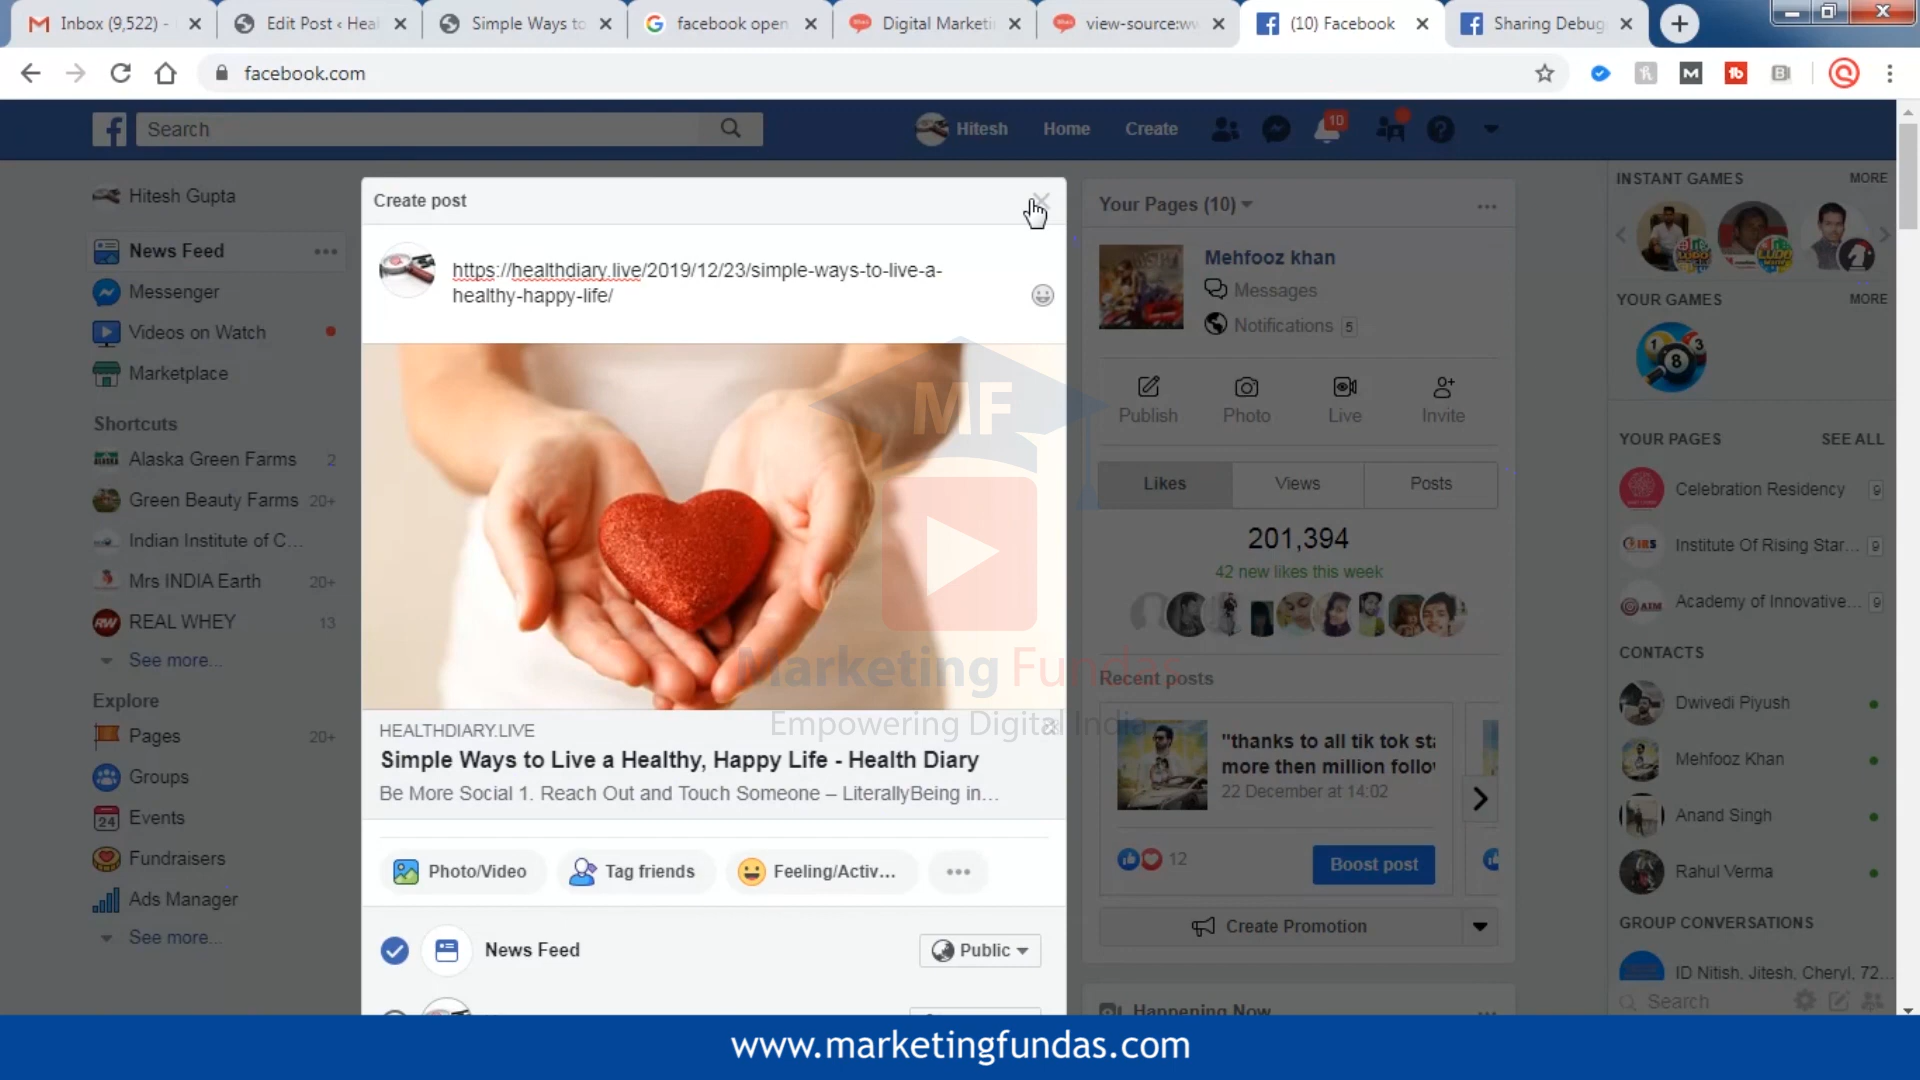 Inbox (9,522) -
Edit Post ‹ Heal
Simple Ways to
facebook open
Digital Marketi
view-source:ww
(10) Facebook
Sharing Debug
facebook.com
Search
Hitesh
Home
Create
10
Hitesh Gupta
News Feed
Messenger
Videos on Watch
Marketplace
Shortcuts
Alaska Green Farms 2
Green Beauty Farms 20+
Indian Institute of C...
Mrs INDIA Earth 20+
REAL WHEY 13
See more...
Explore
Pages 20+
Groups
Events
Fundraisers
Ads Manager
See more...
Create post
https://healthdiary.live/2019/12/23/simple-ways-to-live-a-
healthy-happy-life/
HEALTHDIARY.LIVE
Simple Ways to Live a Healthy, Happy Life - Health Diary
Be More Social 1. Reach Out and Touch Someone – LiterallyBeing in...
Photo/Video
Tag friends
Feeling/Activ...
News Feed
Public
MF
Marketing Fundas
Empowering Digital India
Your Pages (10)
Mehfooz khan
Messages
Notifications 5
Publish
Photo
Live
Invite
Likes
Views
Posts
201,394
42 new likes this week
Recent posts
"thanks to all tik tok sta
more then million follov
22 December at 14:02
12
Boost post
Create Promotion
Happening Now
INSTANT GAMES MORE
YOUR GAMES MORE
YOUR PAGES SEE ALL
Celebration Residency 9
Institute Of Rising Star... 9
Academy of Innovative... 9
CONTACTS
Dwivedi Piyush
Mehfooz Khan
Anand Singh
Rahul Verma
GROUP CONVERSATIONS
ID Nitish, Jitesh, Cheryl, 72...
Search
www.marketingfundas.com